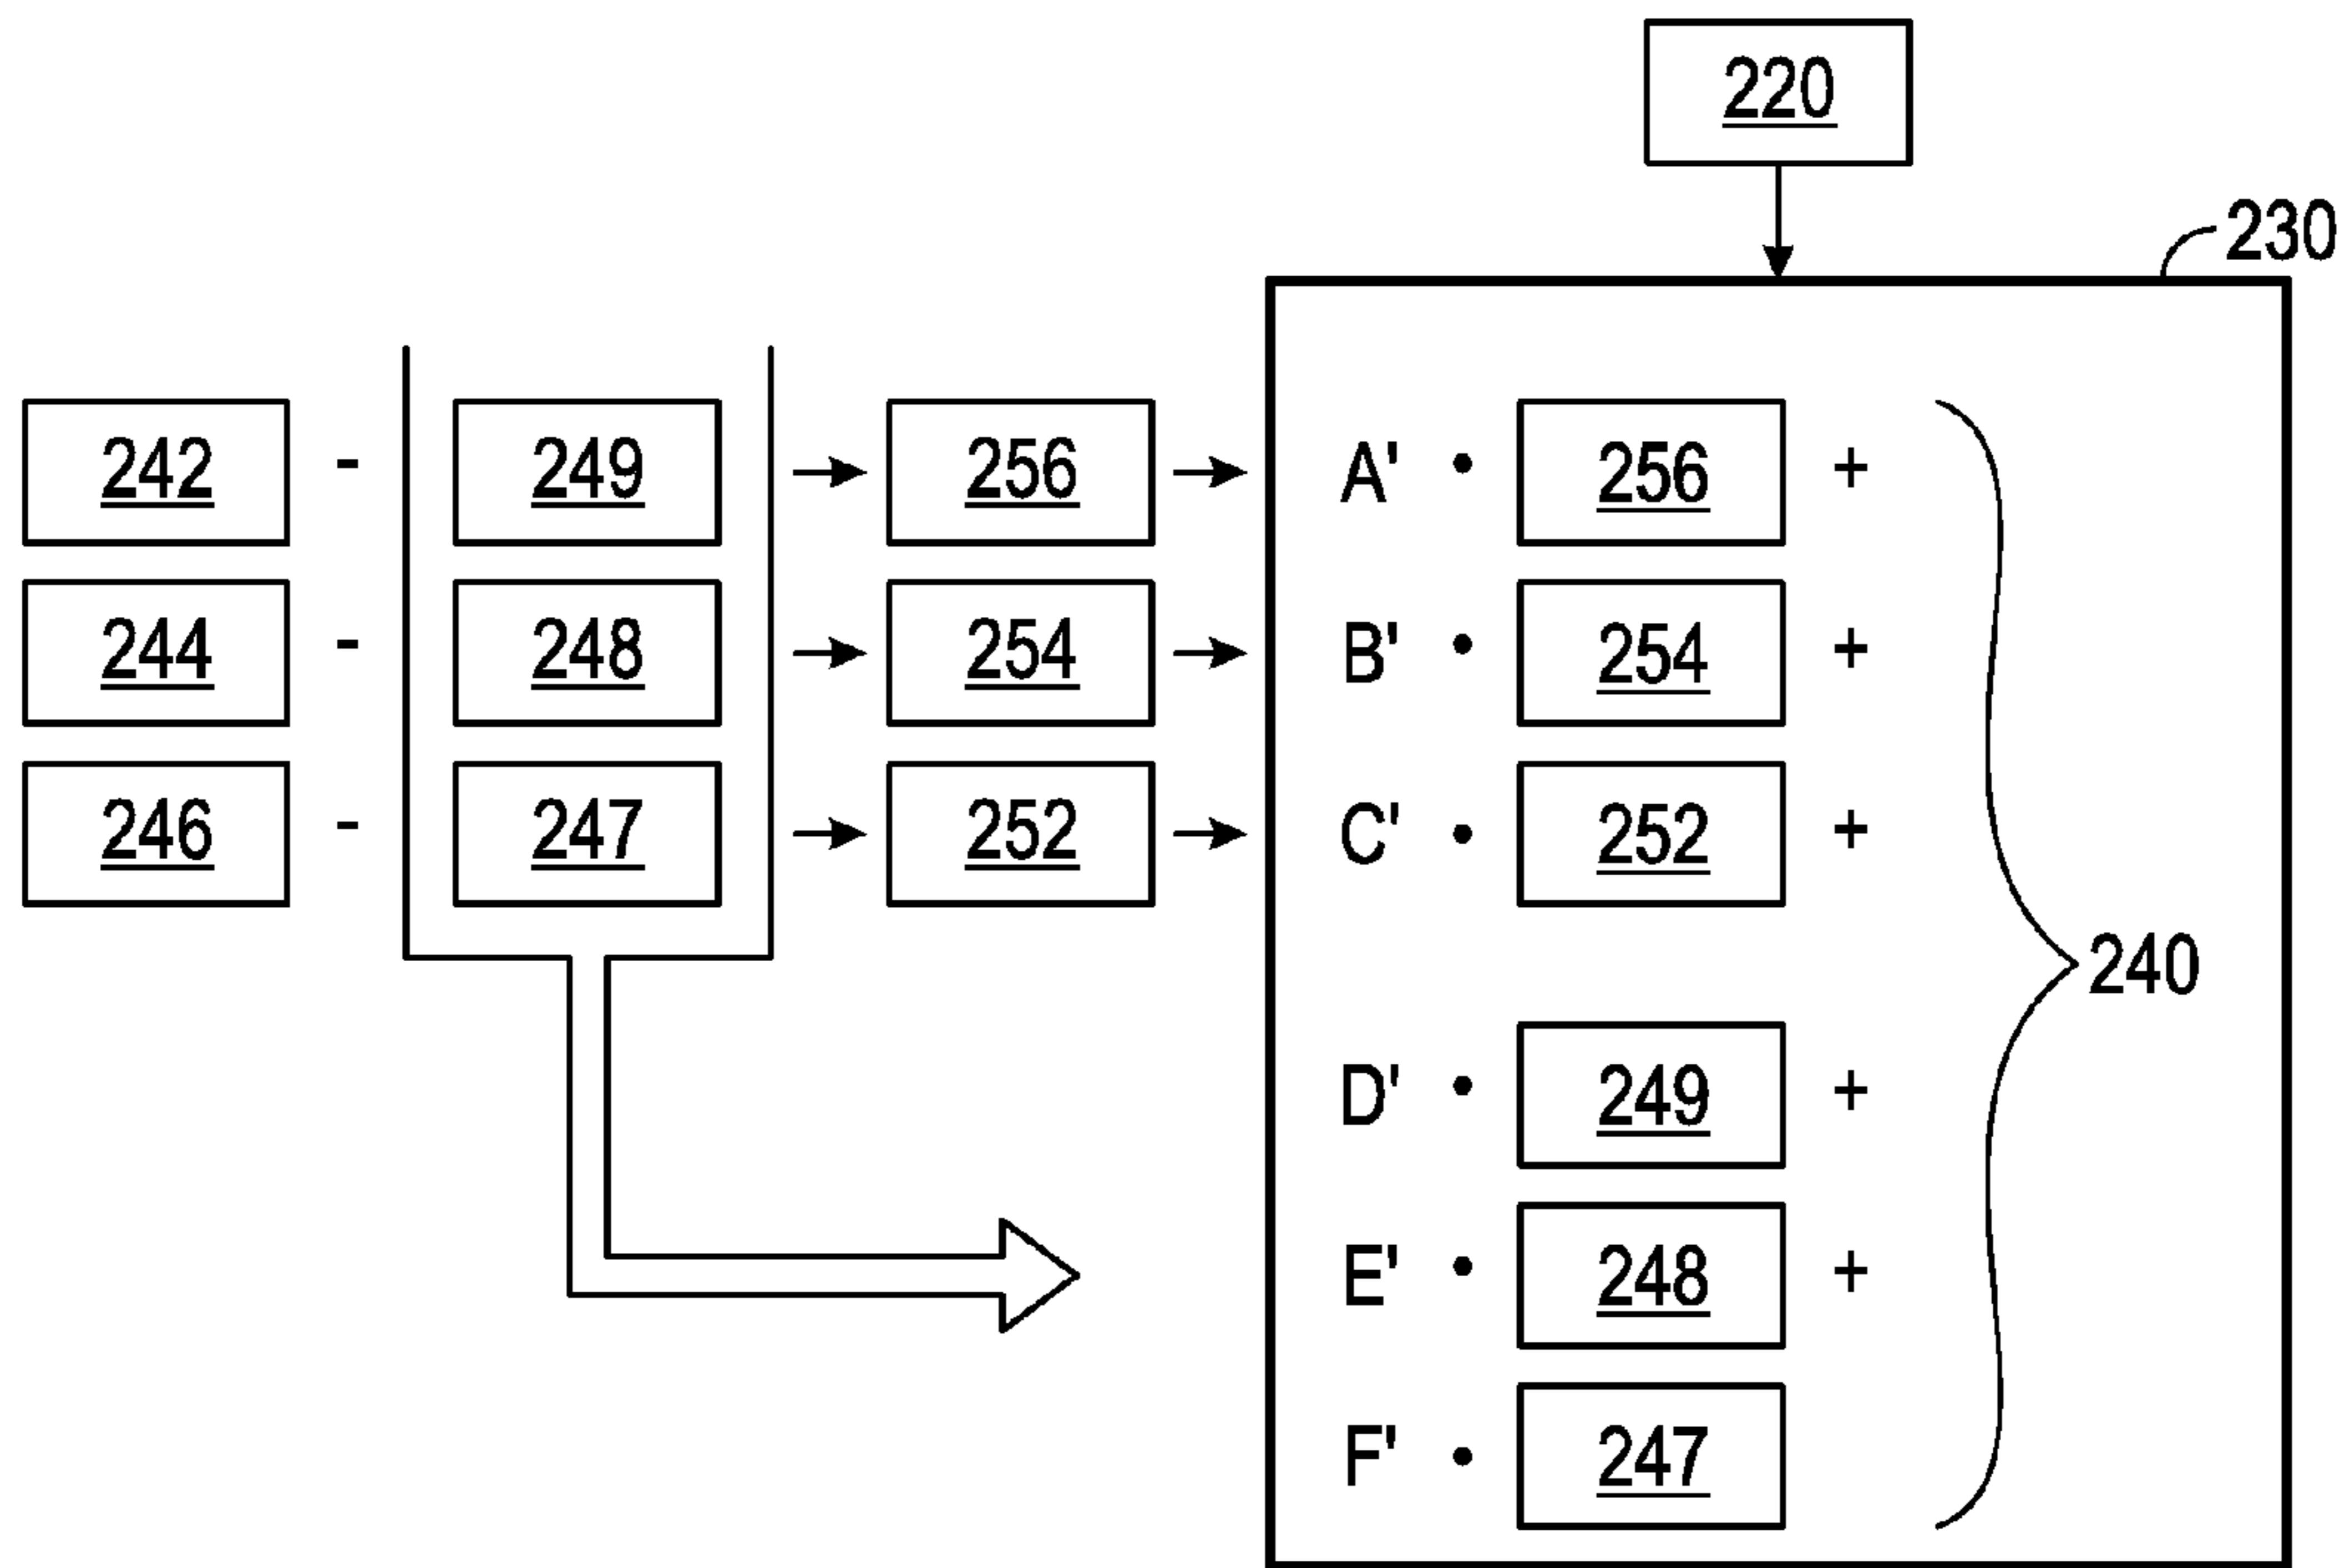 220
230
242 - 249 256 A' • 256 +
244 - 248 254 B' • 254 +
246 - 247 252 C' • 252 +
240
D' • 249 +
E' • 248 +
F' • 247